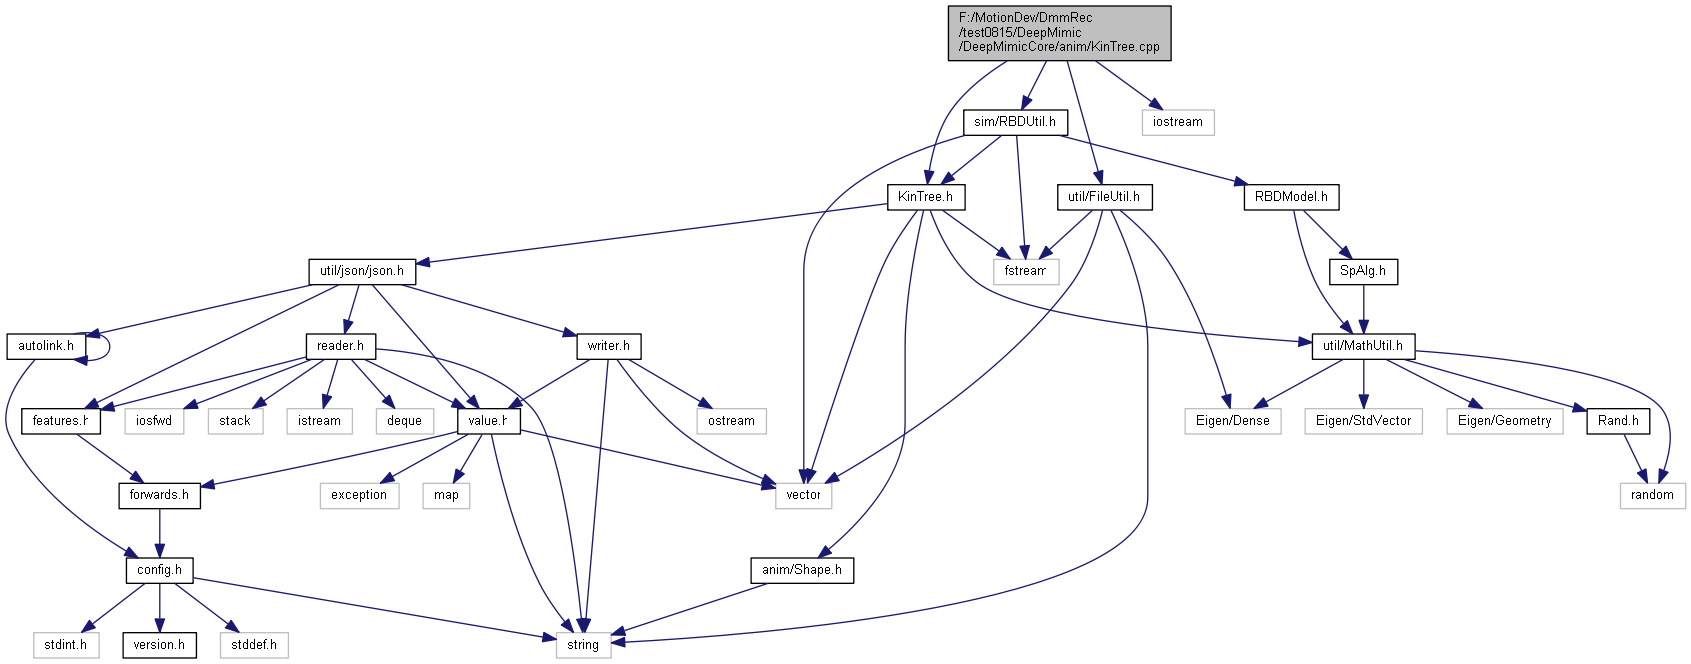 F:/MotionDev/DmmRec
/test0815/DeepMimic
/DeepMimicCore/anim/KinTree.cpp
sim/RBDUtil.h
iostream
KinTree.h
util/FileUtil.h
RBDModel.h
util/json/json.h
fstream
SpAlg.h
autolink.h
reader.h
writer.h
util/MathUtil.h
features.h
iosfwd
stack
istream
deque
value.h
ostream
Eigen/Dense
Eigen/StdVector
Eigen/Geometry
Rand.h
forwards.h
exception
map
vector
random
config.h
anim/Shape.h
stdint.h
version.h
stddef.h
string